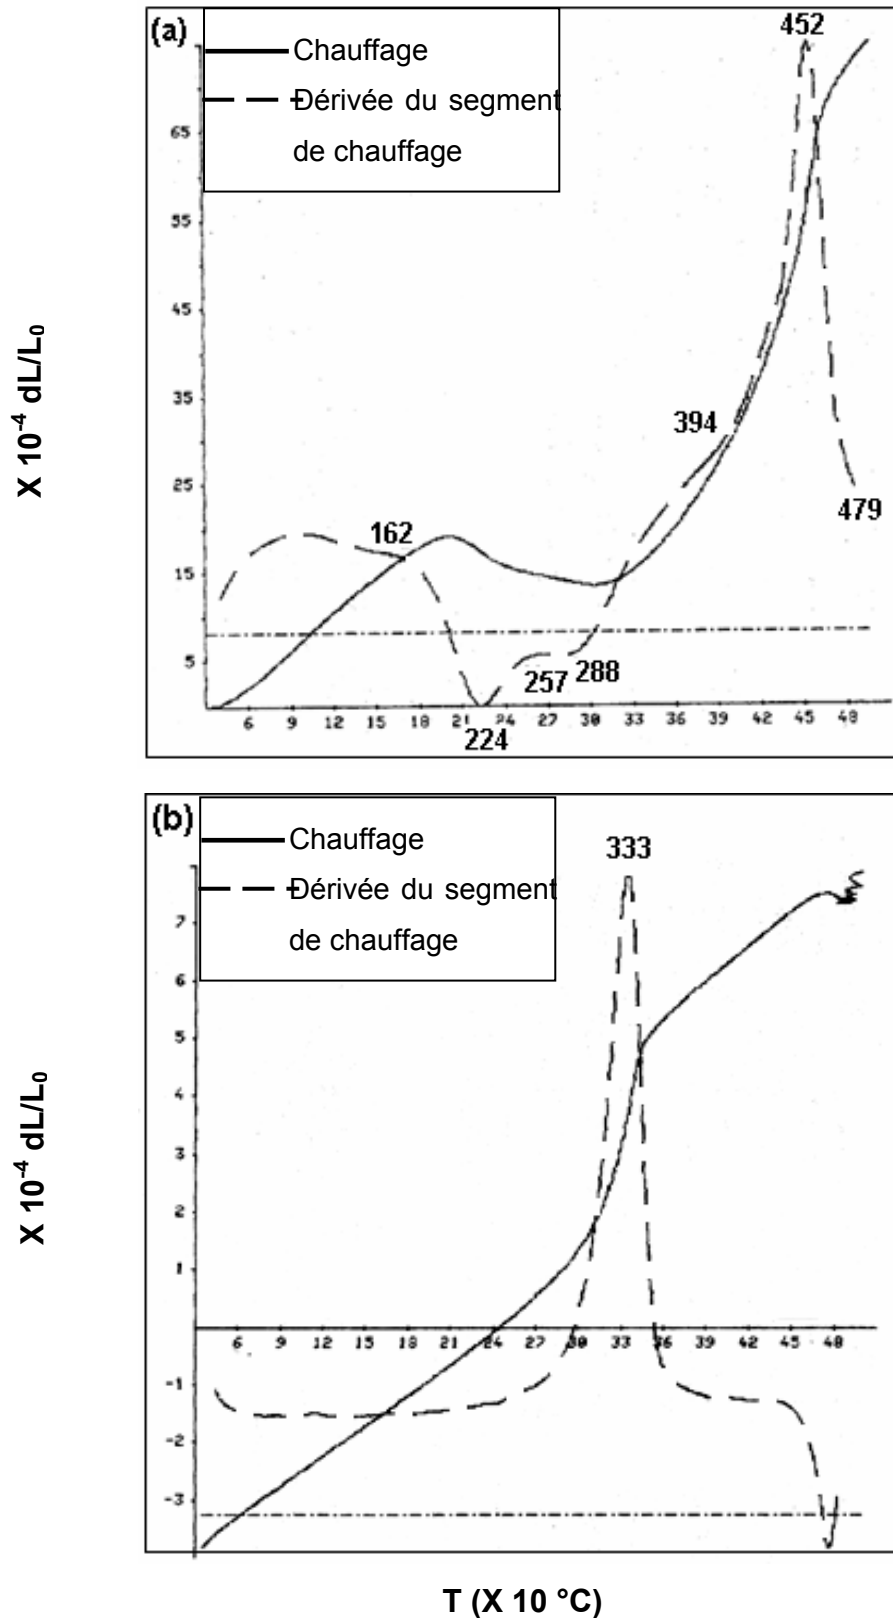 (a)
Chauffage
Dérivée du segment
de chauffage
452
65
55
45
35
25
15
5
162
394
479
257 288
224
6 9 12 15 18 21 24 27 30 33 36 39 42 45 48
X 10⁻⁴ dL/L₀
(b)
Chauffage
Dérivée du segment
de chauffage
333
7
6
5
4
3
2
1
6 9 12 15 18 21 24 27 30 33 36 39 42 45 48
-1
-2
-3
X 10⁻⁴ dL/L₀
T (X 10 °C)